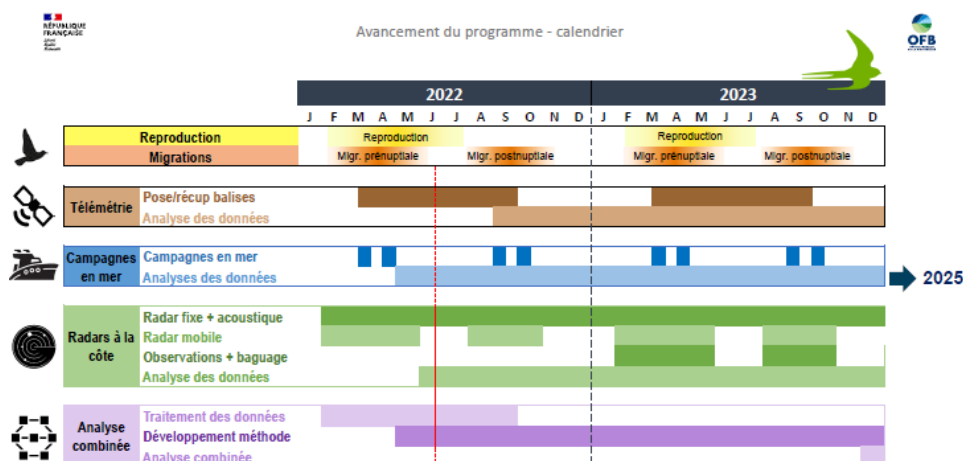 RÉPUBLIQUE
FRANÇAISE
Avancement du programme - calendrier
OFB
2022 2023
J F M A M J J A S O N D J F M A M J J A S O N D
Reproduction Reproduction Reproduction
Migrations Migr. prénuptiale Migr. postnuptiale Migr. prénuptiale Migr. postnuptiale
Télémétrie
Pose/récup balises
Analyse des données
Campagnes en mer
Campagnes en mer
Analyses des données
2025
Radars à la côte
Radar fixe + acoustique
Radar mobile
Observations + baguage
Analyse des données
Analyse combinée
Traitement des données
Développement méthode
Analyse combinée